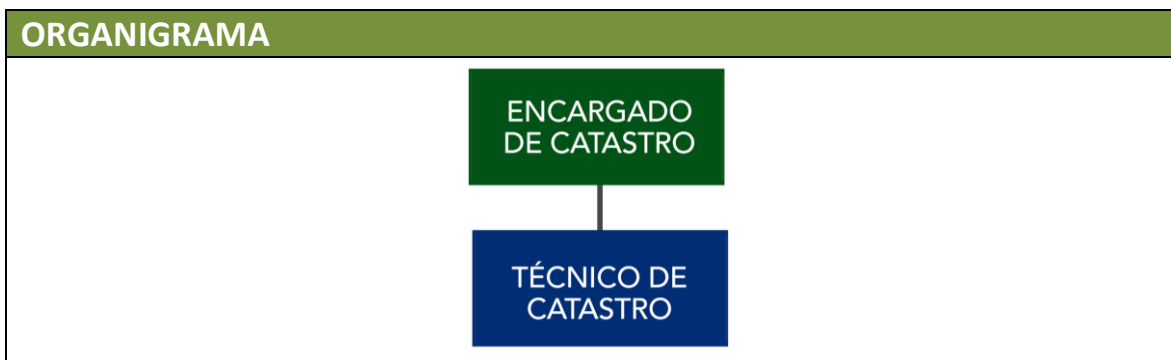 ORGANIGRAMA
ENCARGADO
DE CATASTRO
TÉCNICO DE
CATASTRO